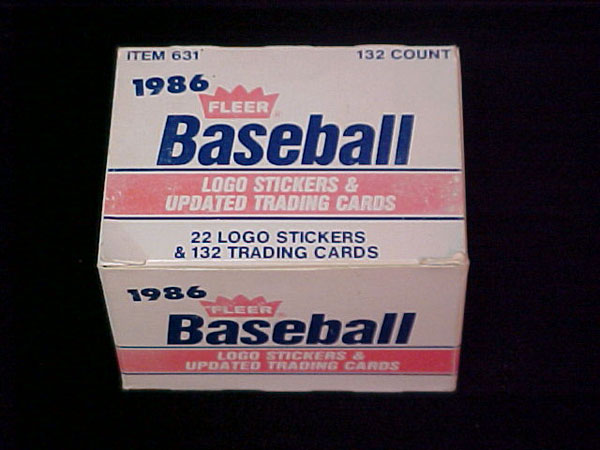 ITEM 631 132 COUNT
1986
FLEER
Baseball
LOGO STICKERS &
UPDATED TRADING CARDS
22 LOGO STICKERS
& 132 TRADING CARDS
1986
FLEER
Baseball
LOGO STICKERS &
UPDATED TRADING CARDS